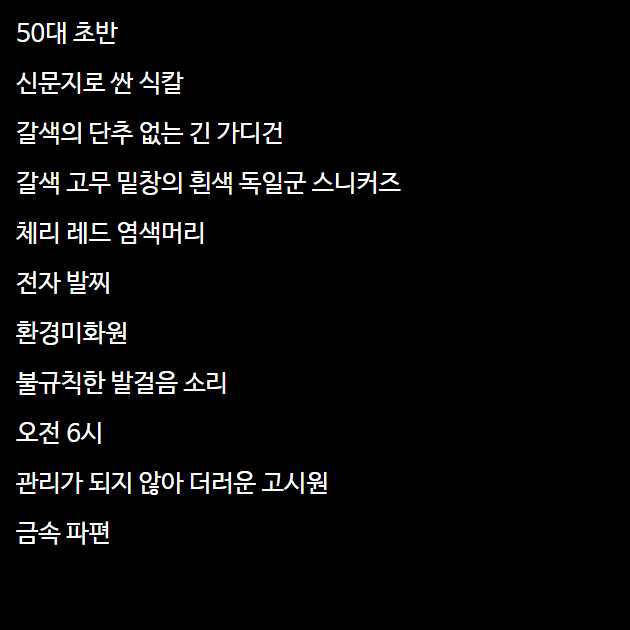 50대 초반
신문지로 싼 식칼
갈색의 단추 없는 긴 가디건
갈색 고무 밑창의 흰색 독일군 스니커즈
체리 레드 염색머리
전자 발찌
환경미화원
불규칙한 발걸음 소리
오전 6시
관리가 되지 않아 더러운 고시원
금속 파편